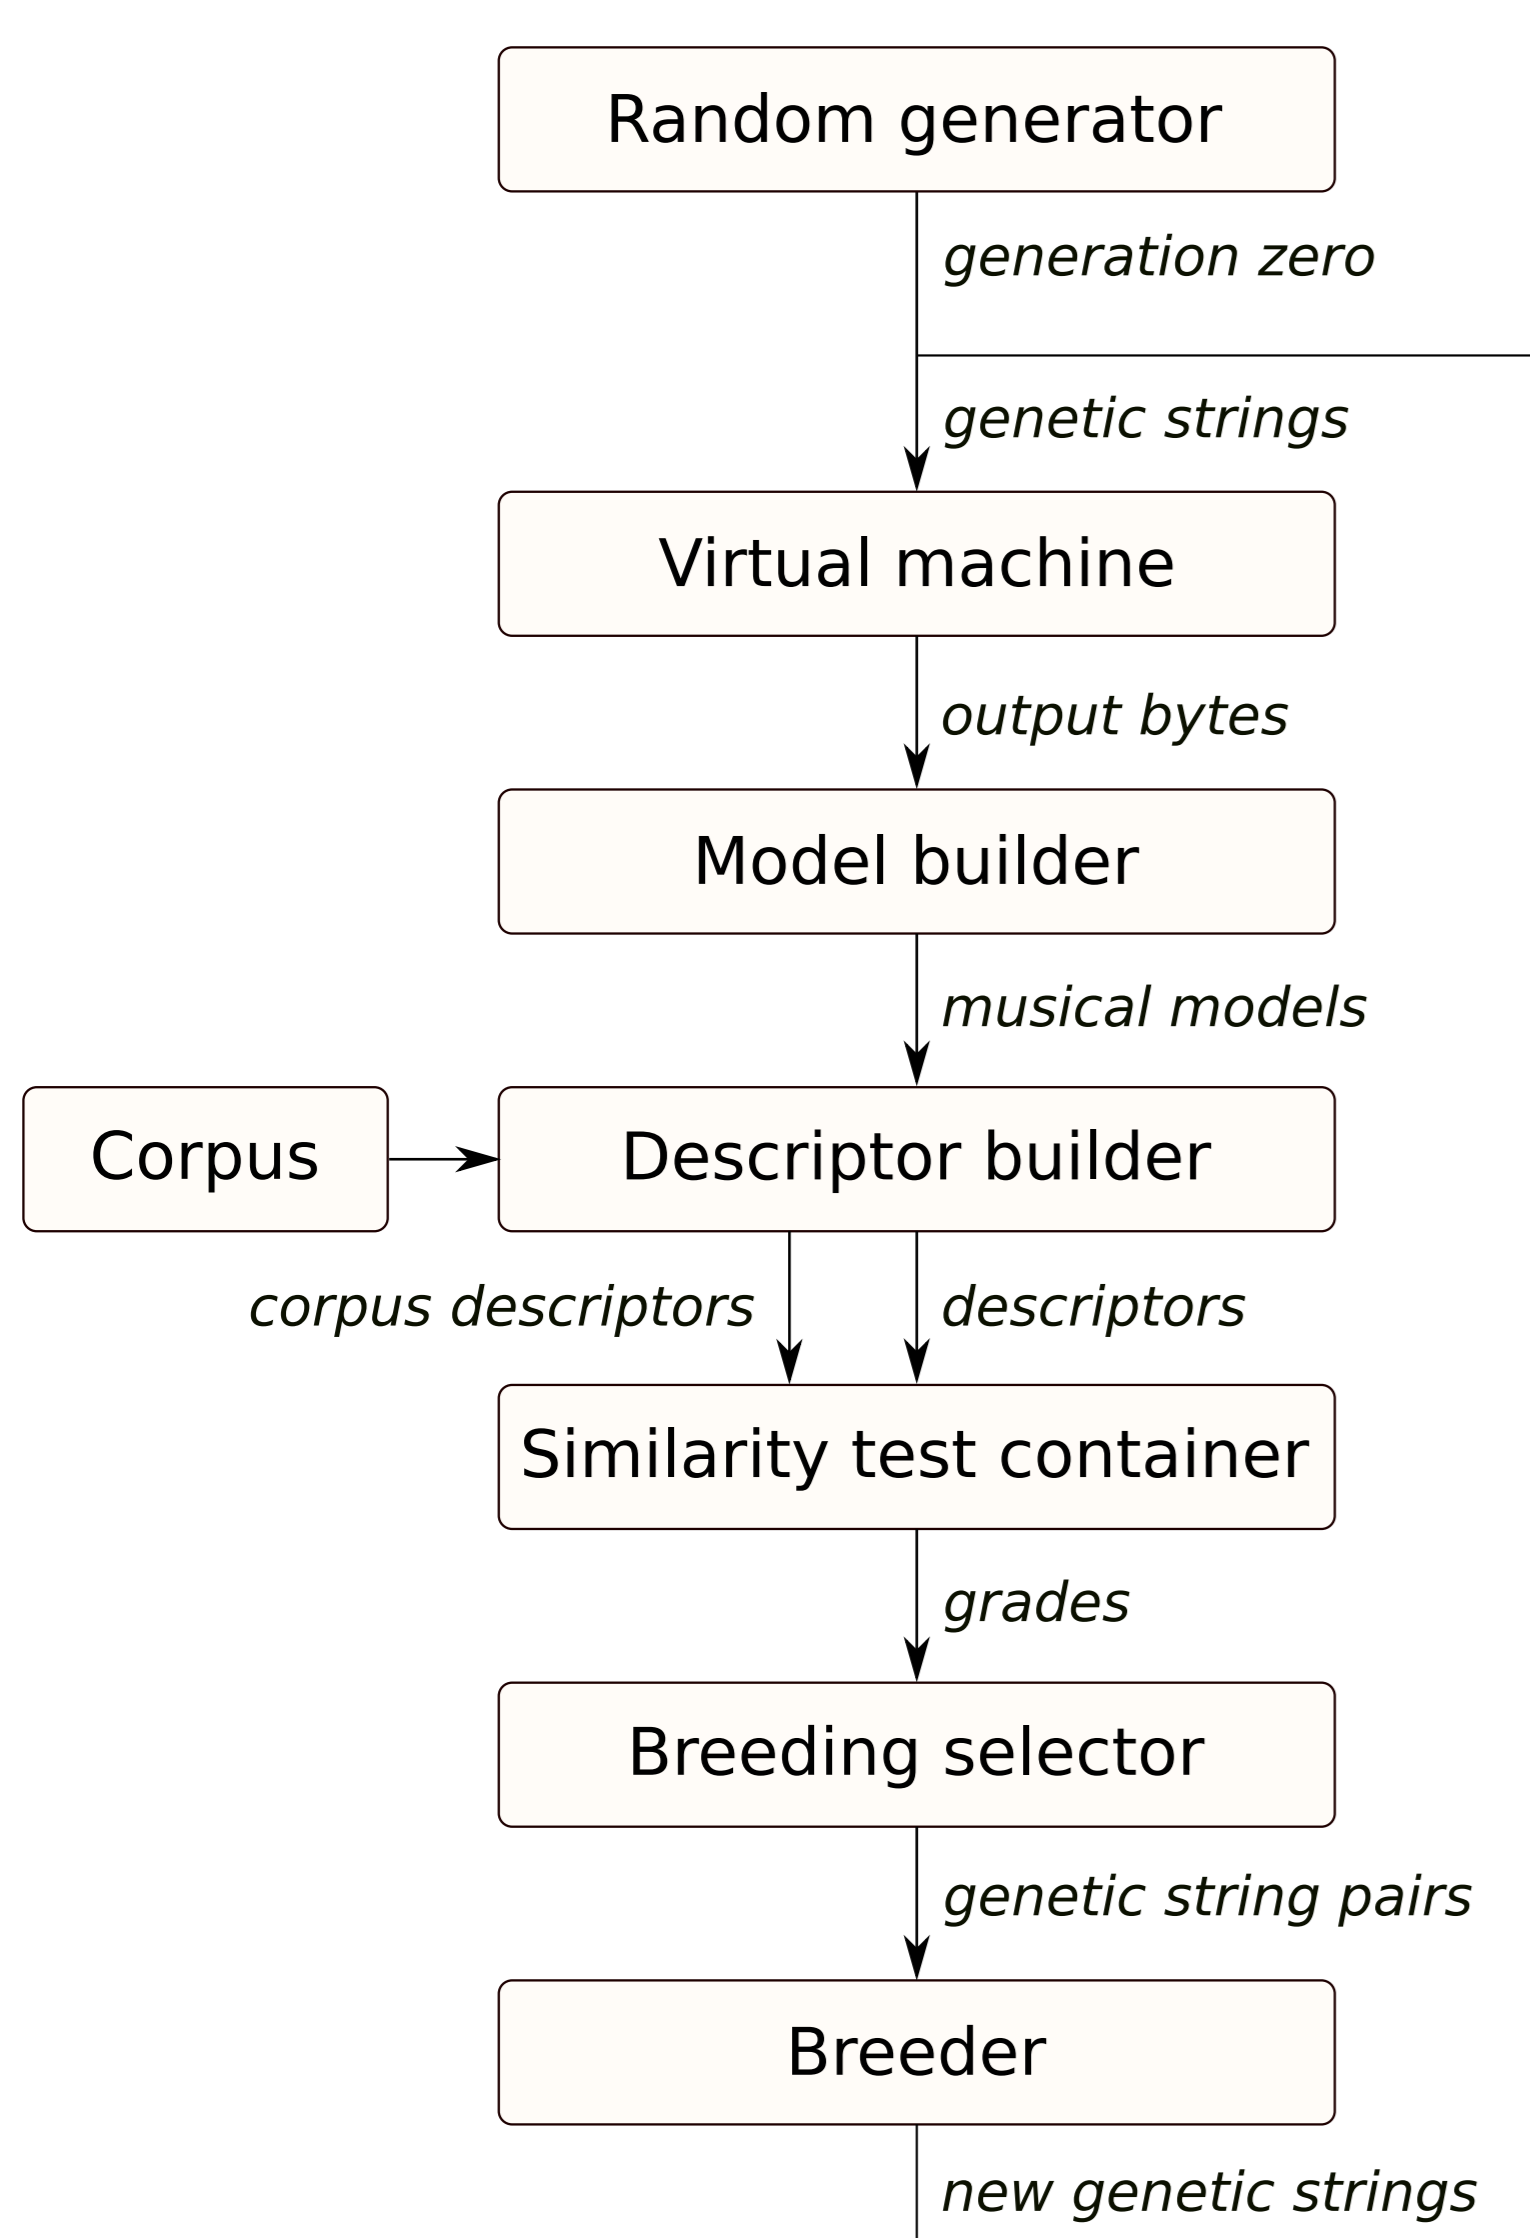 Random generator
generation zero
genetic strings
Virtual machine
output bytes
Model builder
musical models
Corpus
Descriptor builder
corpus descriptors
descriptors
Similarity test container
grades
Breeding selector
genetic string pairs
Breeder
new genetic strings